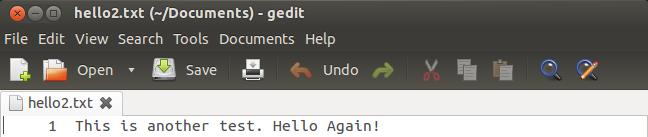 hello2.txt (~/Documents) - gedit
File Edit View Search Tools Documents Help
Open Save Undo
hello2.txt
1 This is another test. Hello Again!